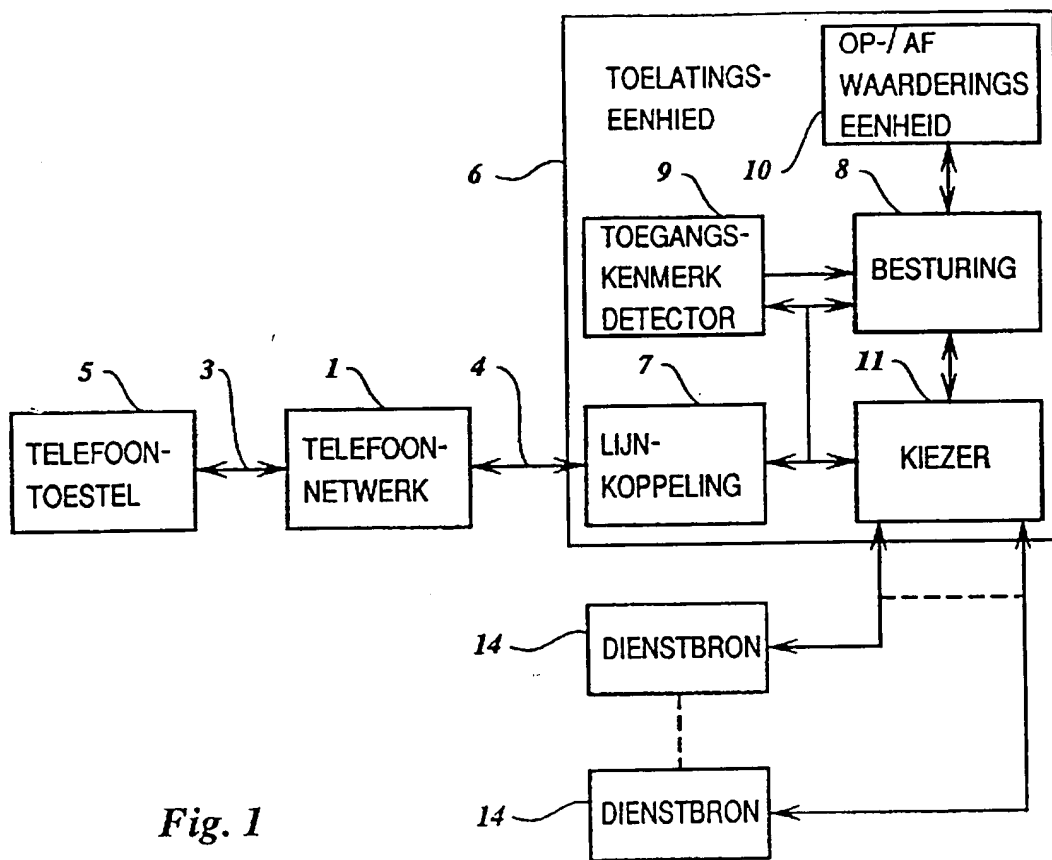 OP-/ AF
WAARDERINGS
EENHEID
TOELATINGS-
EENHIED
6
10
9
8
TOEGANGS-
KENMERK
DETECTOR
BESTURING
5
3
1
4
7
11
TELEFOON-
TOESTEL
TELEFOON-
NETWERK
LIJN-
KOPPELING
KIEZER
14
DIENSTBRON
14
DIENSTBRON
Fig. 1